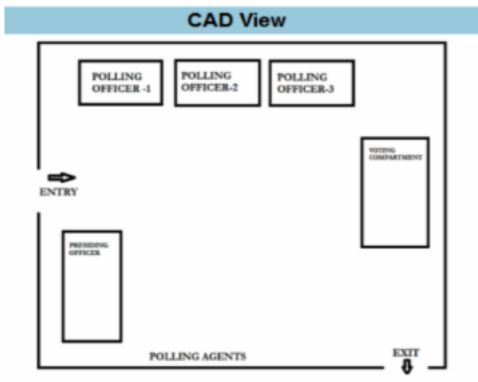 CAD View
POLLING
OFFICER -1
POLLING
OFFICER-2
POLLING
OFFICER-3
VOTING
COMPARTMENT
ENTRY
PRESIDING
OFFICER
POLLING AGENTS
EXIT